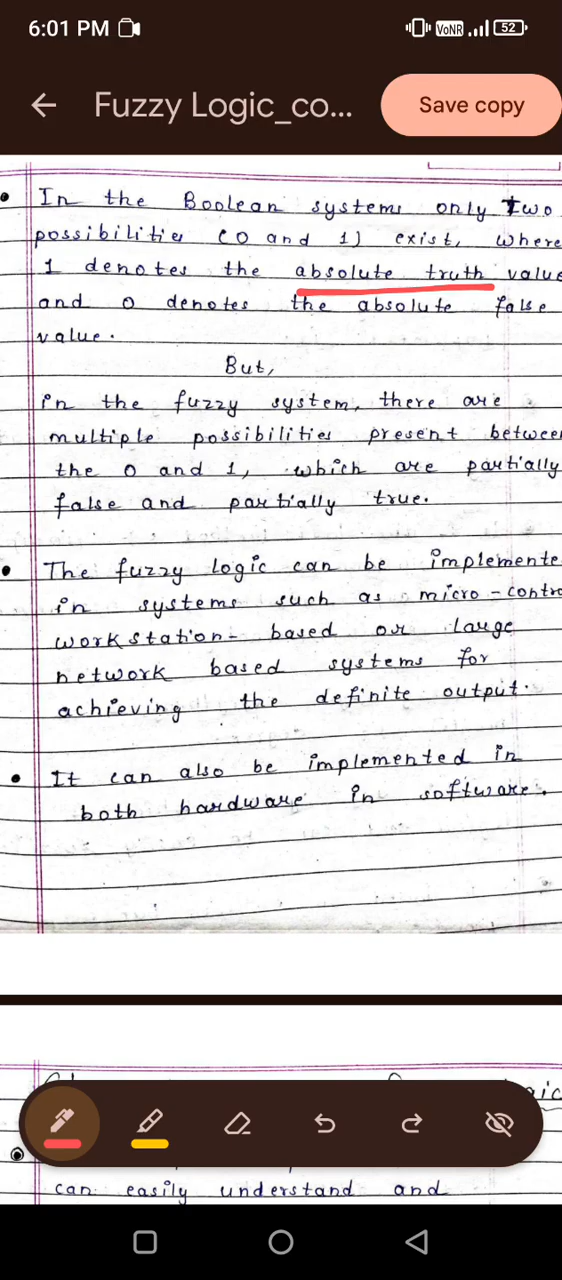 6:01 PM VoNR 52
Fuzzy Logic_co... Save copy
In the Boolean systems only two
possibilities (0 and 1) exist, where
1 denotes the absolute truth value
and 0 denotes the absolute false
value.
But,
in the fuzzy system, there are
multiple possibilities present betwee
the 0 and 1, which are partially
false and partially true.
The fuzzy logic can be implemente
in systems such as micro-contro
workstation-based or large
network based systems for
achieving the definite output.
It can also be implemented in
both hardware in software.
can easily understand and